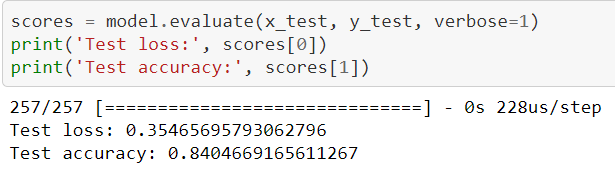 scores = model.evaluate(x_test, y_test, verbose=1)
print('Test loss:', scores[0])
print('Test accuracy:', scores[1])
257/257 [==============================] - 0s 228us/step
Test loss: 0.35465695793062796
Test accuracy: 0.8404669165611267